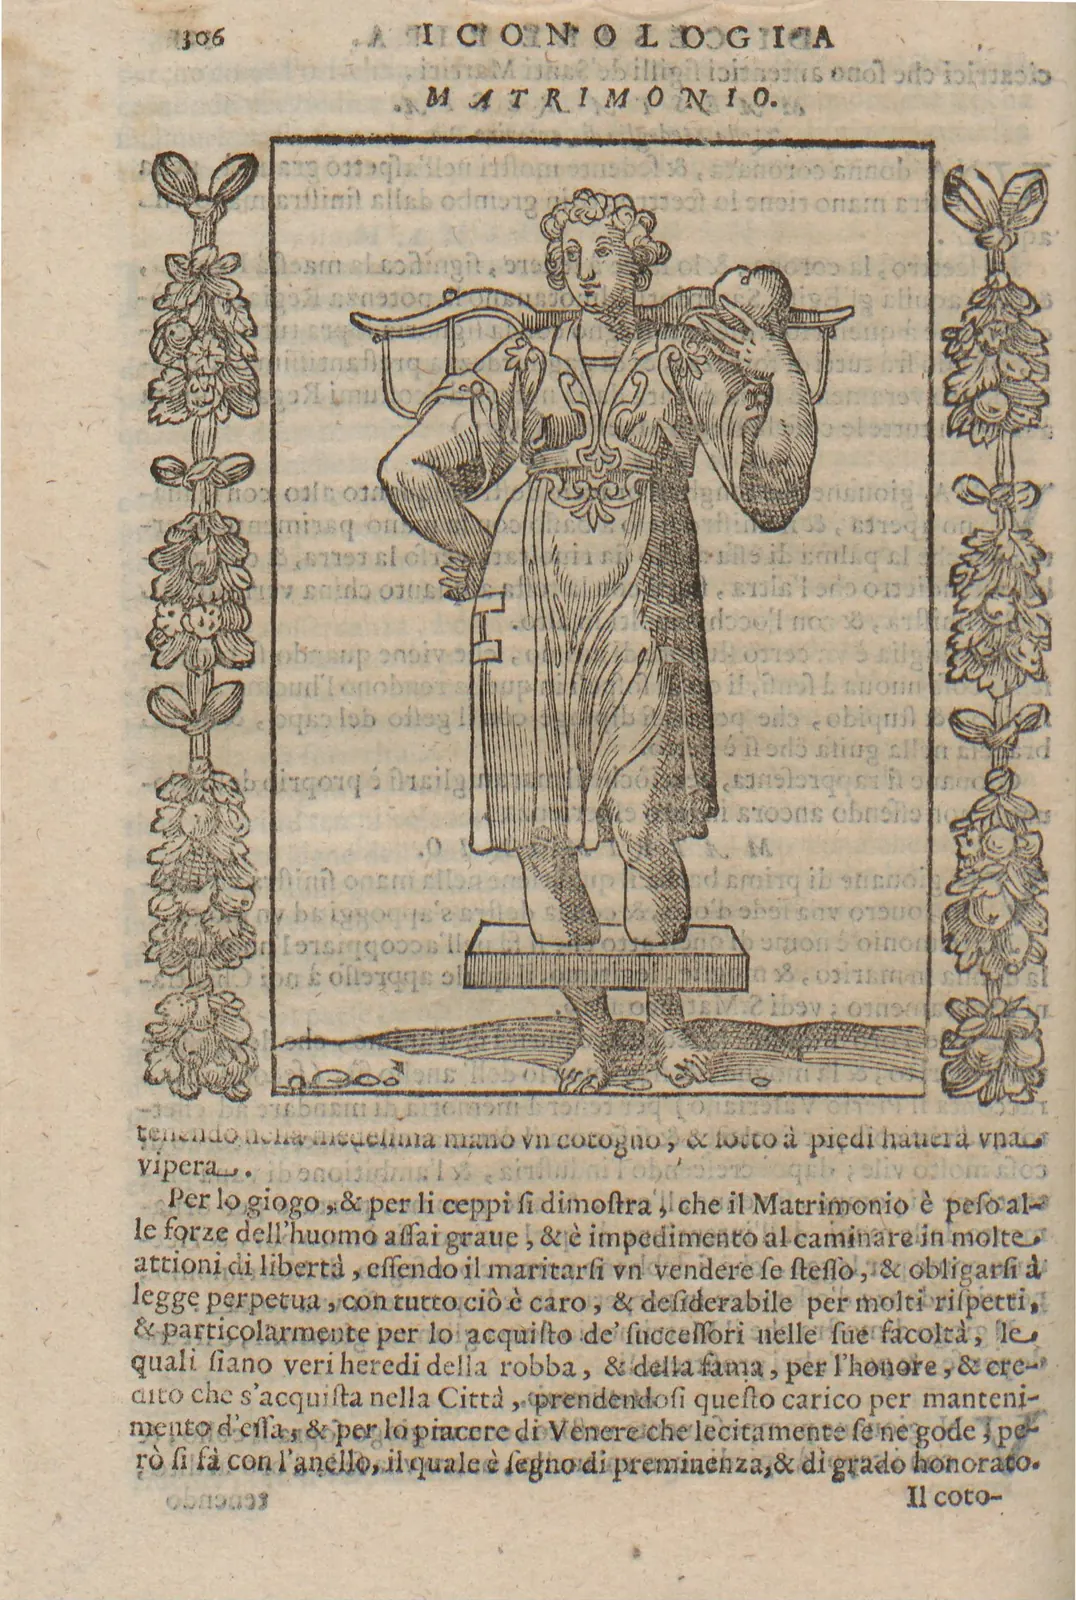 306 ICONOLOGIA
MATRIMONIO.
tenendo nella medesima mano vn cotogno, & sotto à piedi hauerà vna
vipera.
Per lo giogo, & per li ceppi si dimostra, che il Matrimonio è peso al-
le forze dell'huomo assai graue, & è impedimento al caminare in molte
attioni di libertà, essendo il maritarsi vn vendere se stesso, & obligarsi à
legge perpetua, con tutto ciò è caro, & desiderabile per molti rispetti,
& particolarmente per lo acquisto de' successori nelle sue facoltà, le
quali siano veri heredi della robba, & della fama, per l'honore, & cre-
dito che s'acquista nella Città, prendendosi questo carico per manteni-
mento d'essa, & per lo piacere di Venere che lecitamente se ne gode, pe-
rò si fà con l'anello, il quale è segno di preminenza, & di grado honorato.
Il coto-